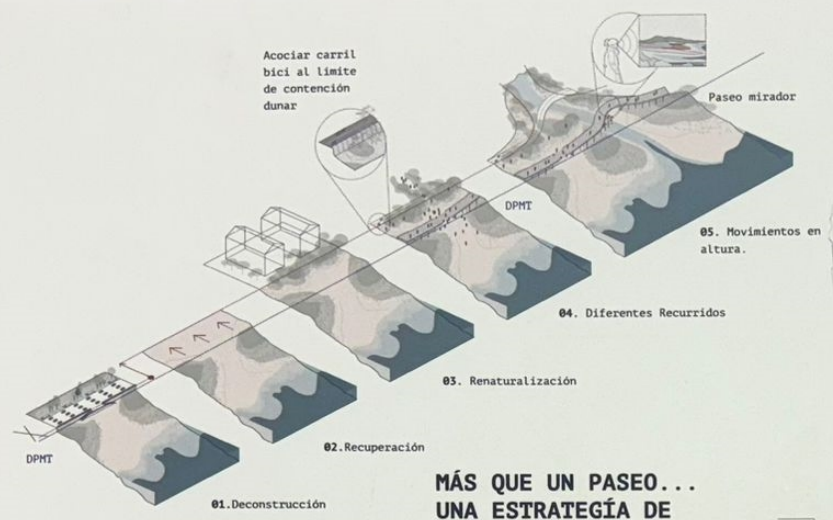 Acociar carril
bici al límite
de contención
dunar
Paseo mirador
DPMT
05. Movimientos en
altura.
04. Diferentes Recurridos
03. Renaturalización
02.Recuperación
DPMT
01.Deconstrucción
MÁS QUE UN PASEO...
UNA ESTRATEGÍA DE